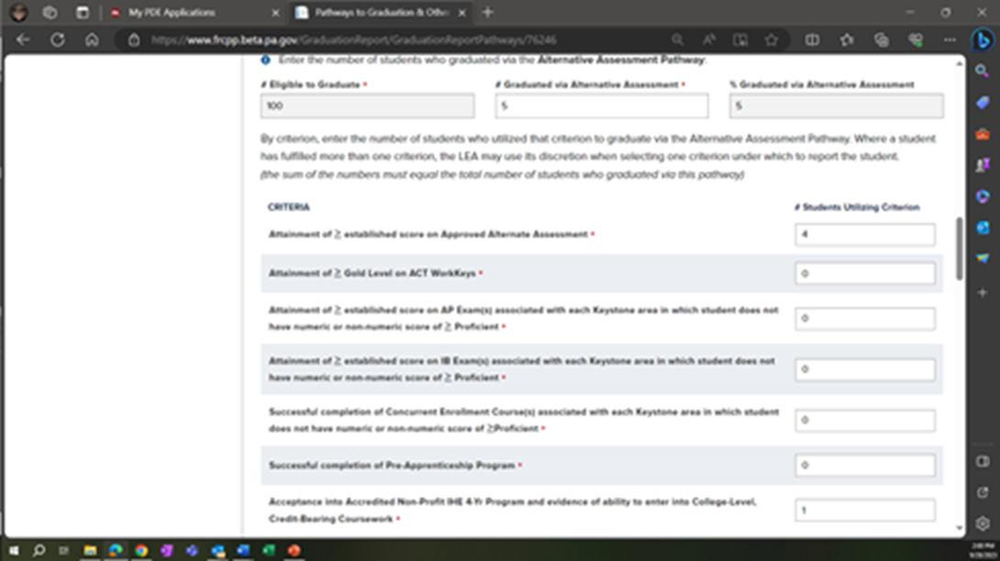 My PDE Applications
Pathways to Graduation & Othe
https://www.frcpp.beta.pa.gov/GraduationReport/GraduationReportPathways/76246
Enter the number of students who graduated via the Alternative Assessment Pathway.
# Eligible to Graduate * # Graduated via Alternative Assessment * % Graduated via Alternative Assessment
100 5 5
By criterion, enter the number of students who utilized that criterion to graduate via the Alternative Assessment Pathway. Where a student
has fulfilled more than one criterion, the LEA may use its discretion when selecting one criterion under which to report the student.
(the sum of the numbers must equal the total number of students who graduated via this pathway)
CRITERIA # Students Utilizing Criterion
Attainment of ≥ established score on Approved Alternate Assessment * 4
Attainment of ≥ Gold Level on ACT WorkKeys * 0
Attainment of ≥ established score on AP Exam(s) associated with each Keystone area in which student does not
have numeric or non-numeric score of ≥ Proficient * 0
Attainment of ≥ established score on IB Exam(s) associated with each Keystone area in which student does not
have numeric or non-numeric score of ≥ Proficient * 0
Successful completion of Concurrent Enrollment Course(s) associated with each Keystone area in which student
does not have numeric or non-numeric score of ≥Proficient * 0
Successful completion of Pre-Apprenticeship Program * 0
Acceptance into Accredited Non-Profit IHE 4-Yr Program and evidence of ability to enter into College-Level,
Credit-Bearing Coursework * 1